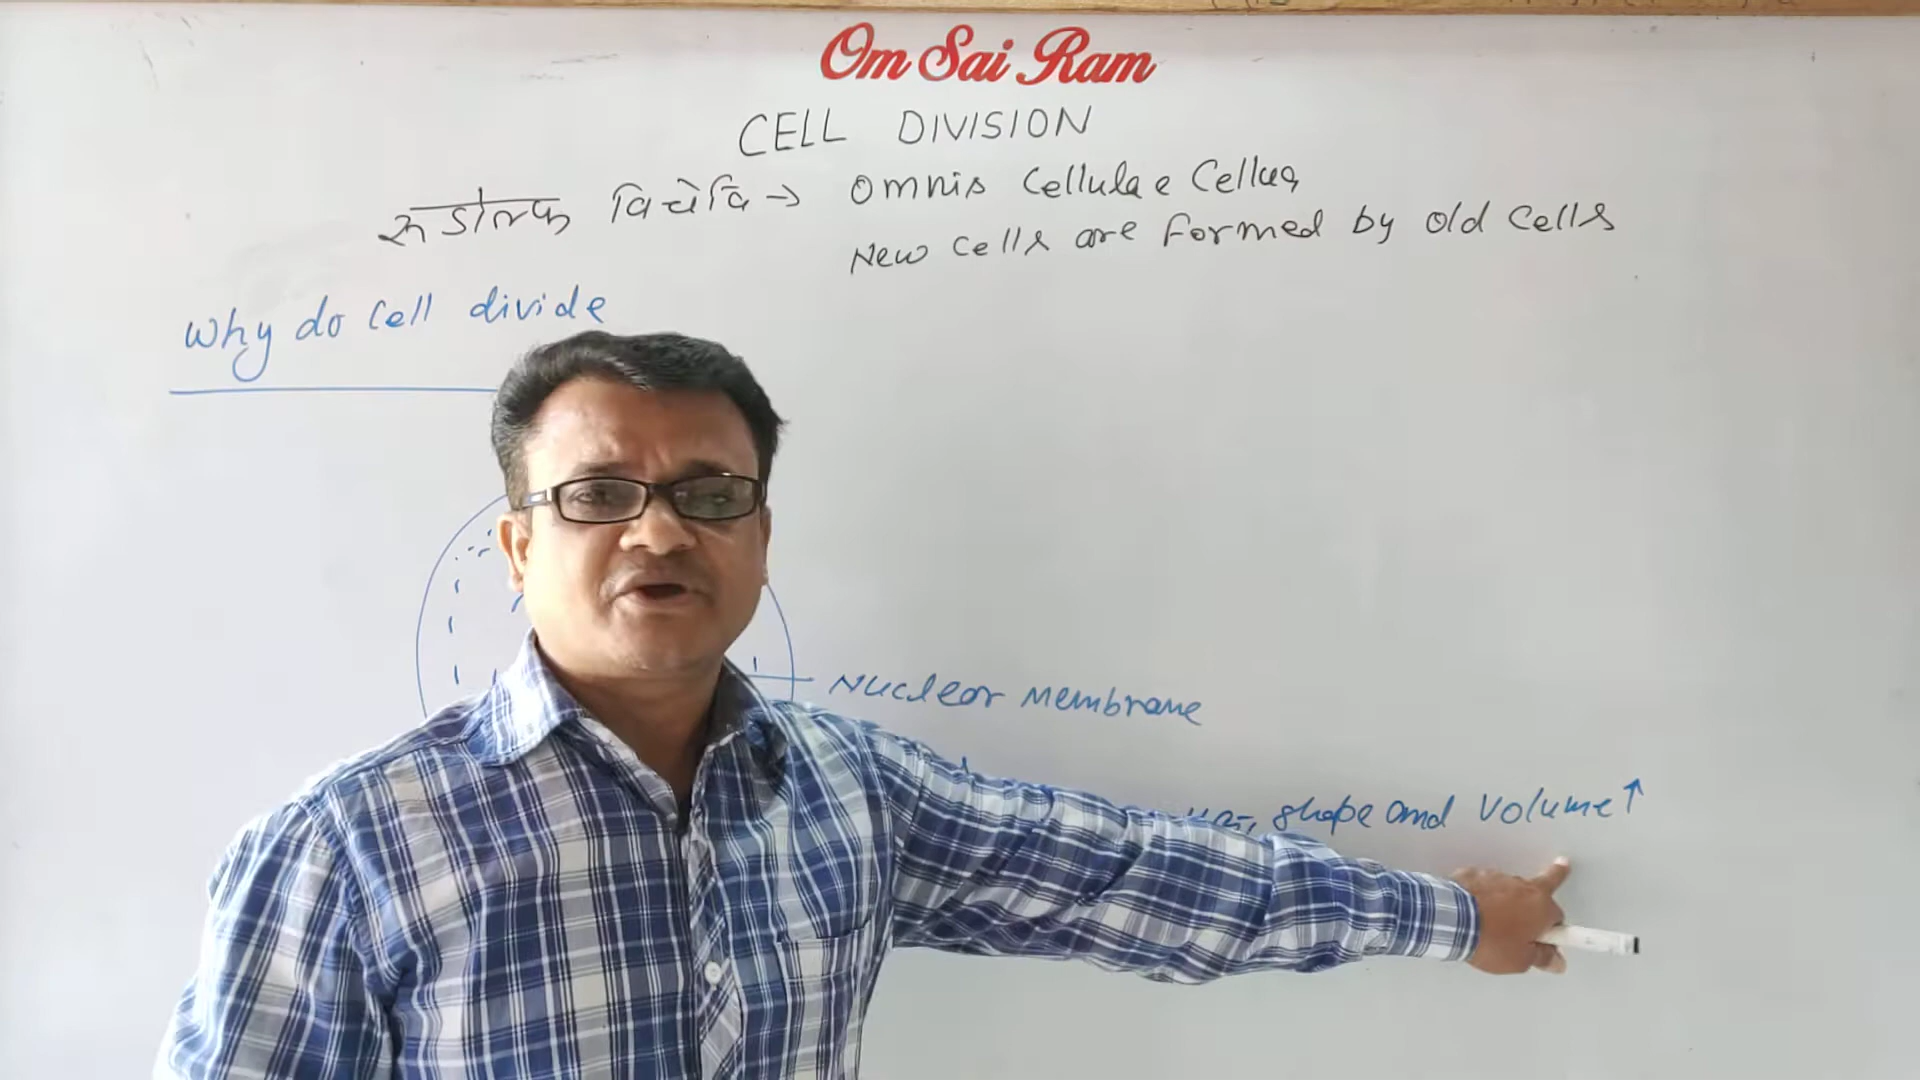 Om Sai Ram
CELL DIVISION
विर्चोवि → Omnis Cellula e Cellua
New cells are formed by old cells
Why do cell divide
Nuclear Membrane
shape and volume ↑